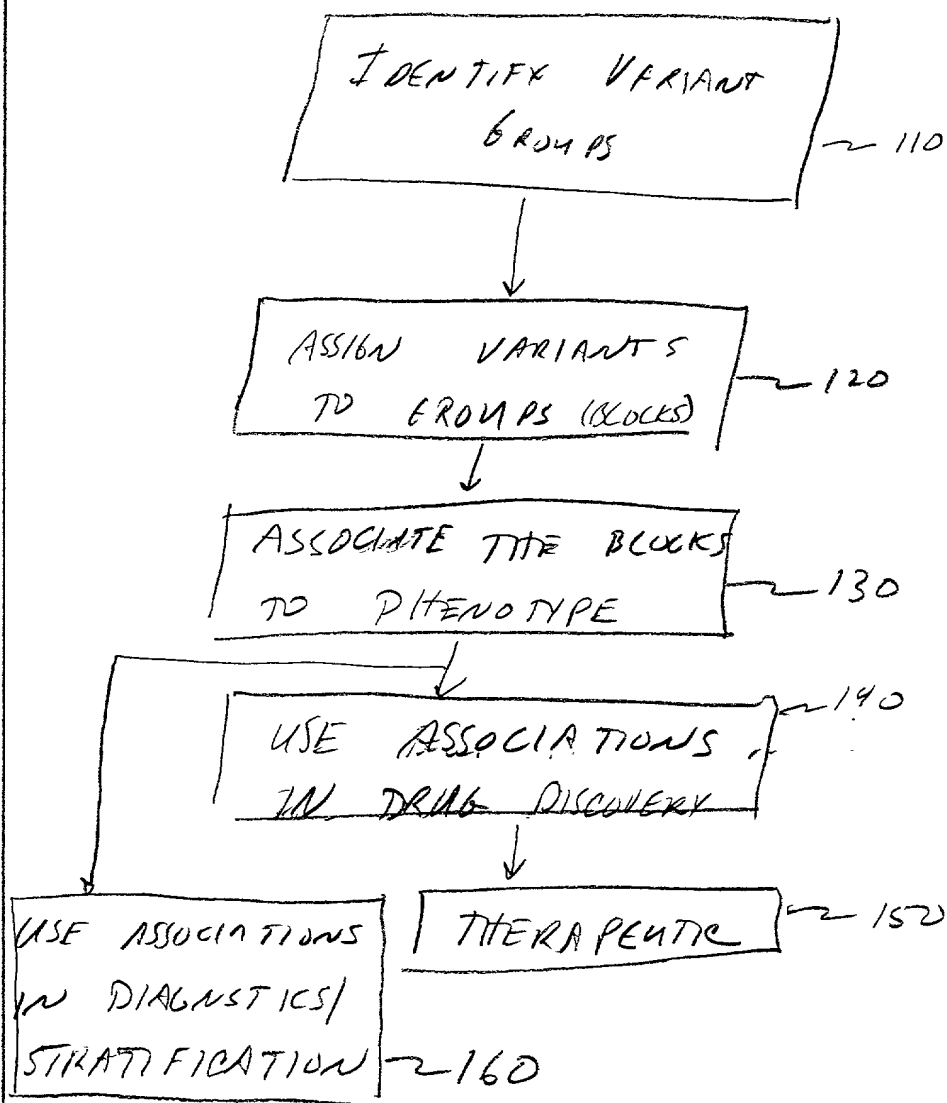 IDENTIFY VARIANT
GROUPS
110
ASSIGN VARIANTS
TO GROUPS (BLOCKS)
120
ASSOCIATE THE BLOCKS
TO PHENOTYPE
130
USE ASSOCIATIONS
IN DRUG DISCOVERY
140
THERAPEUTIC
150
USE ASSOCIATIONS
IN DIAGNSTICS/
STRATIFICATION
160